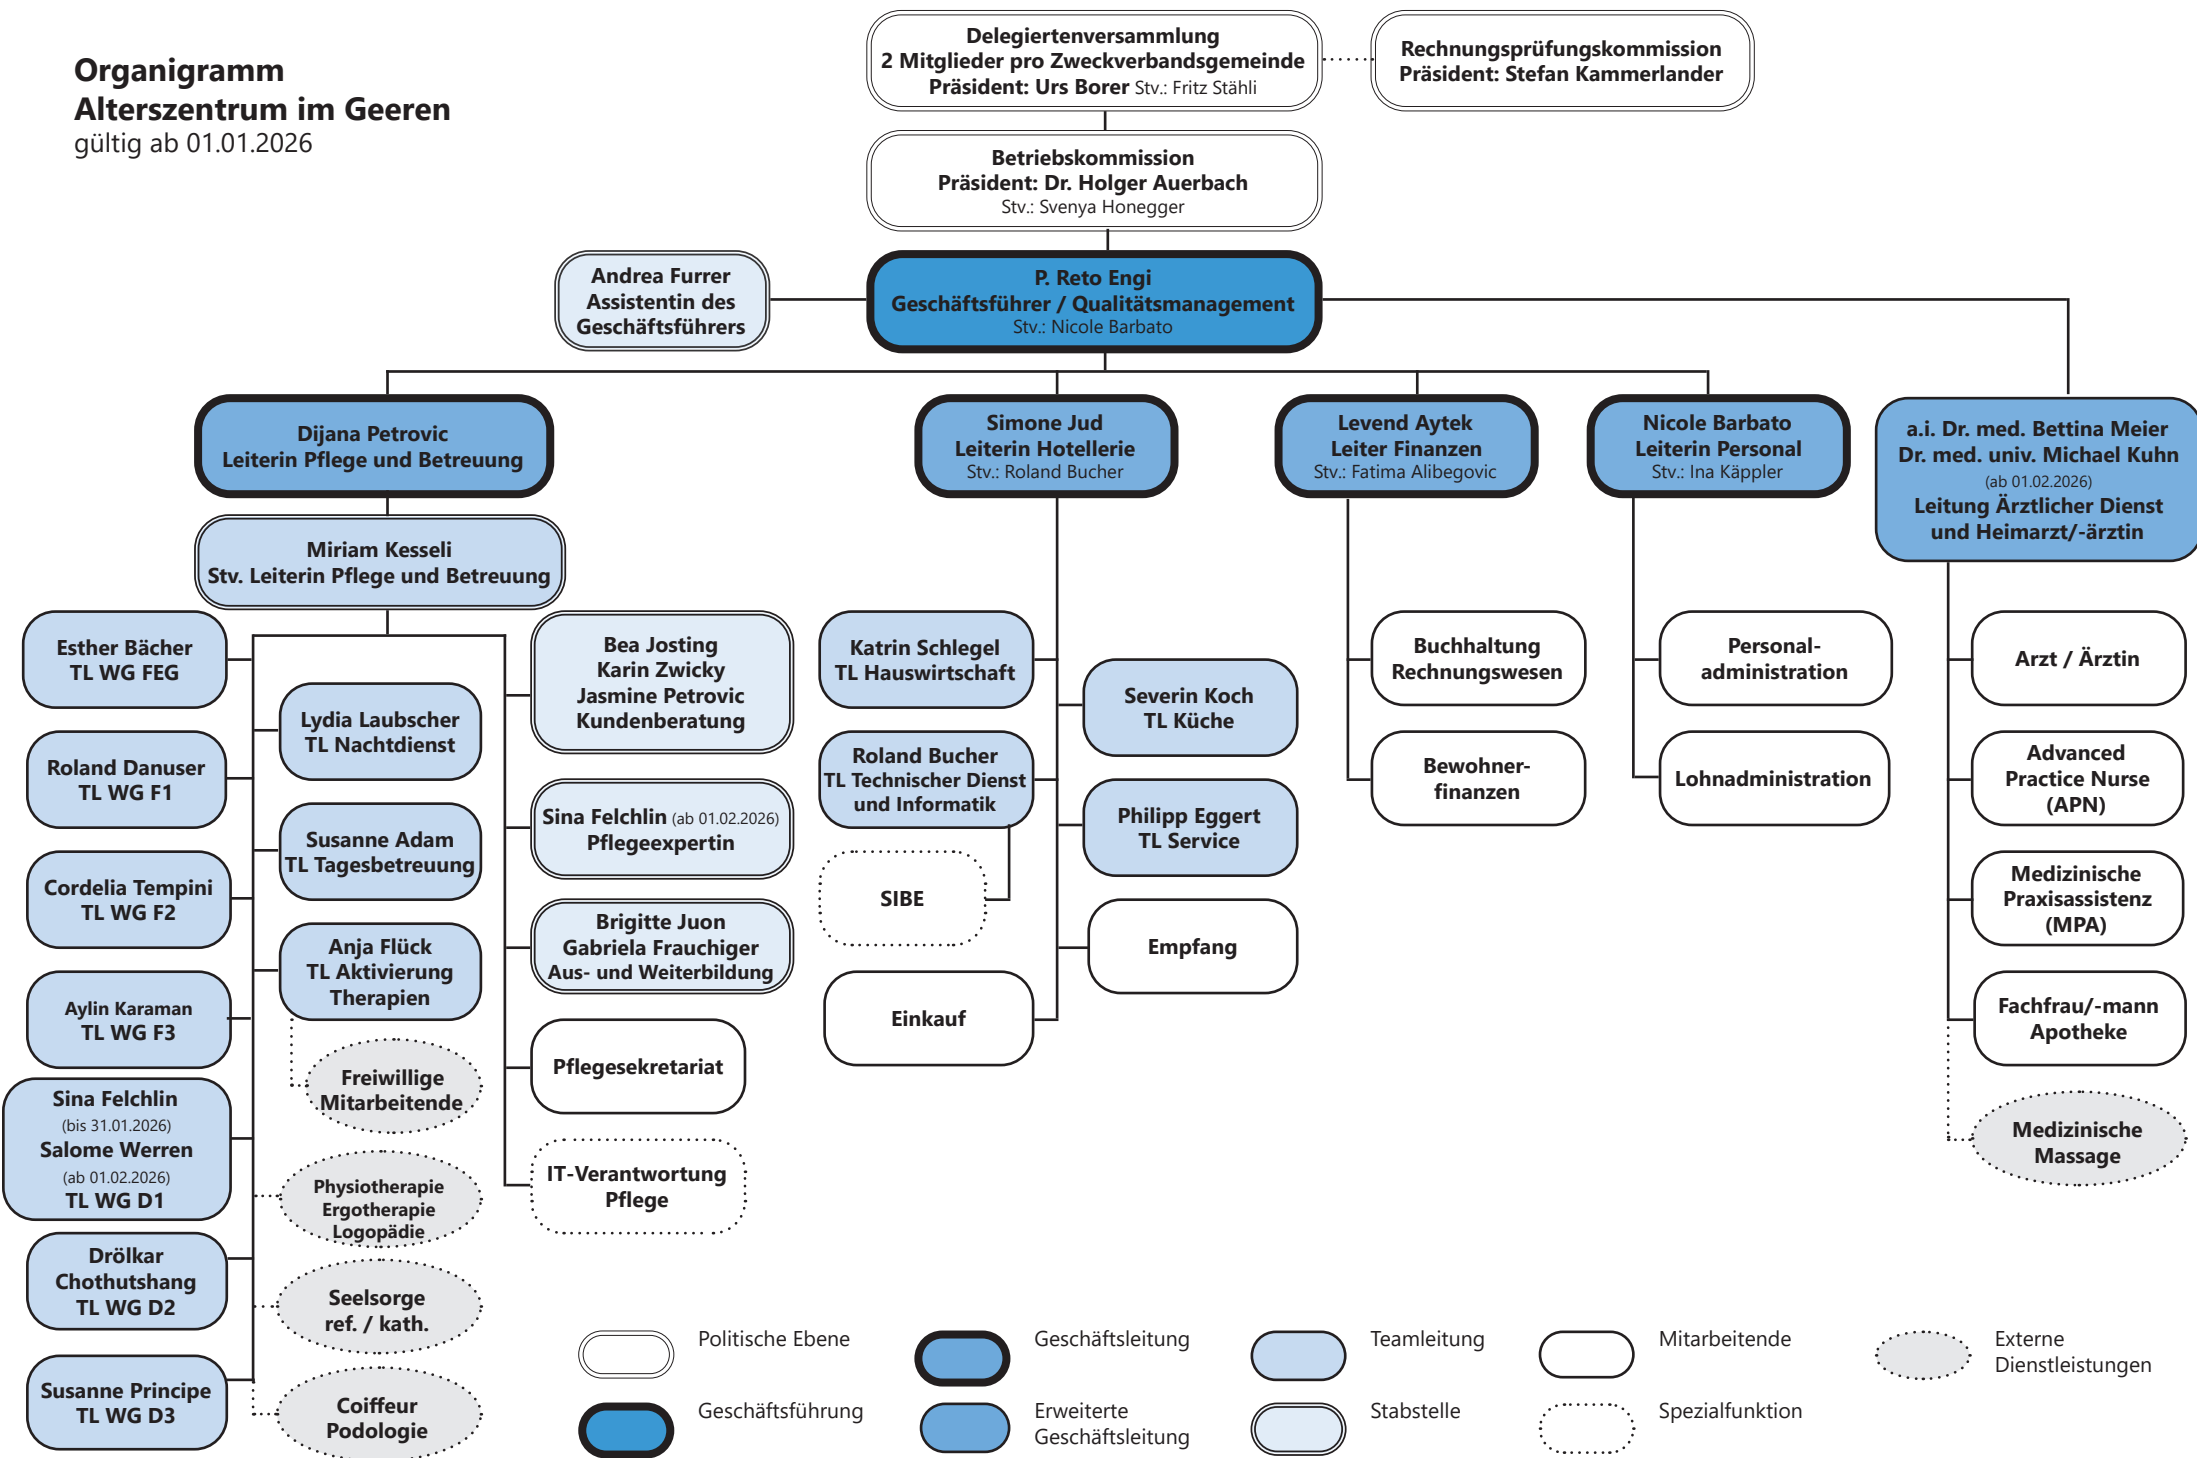 Organigramm
Alterszentrum im Geeren
gültig ab 01.01.2026
Delegiertenversammlung
2 Mitglieder pro Zweckverbandsgemeinde
Präsident: Urs Borer Stv.: Fritz Stähli
Rechnungsprüfungskommission
Präsident: Stefan Kammerlander
Betriebskommission
Präsident: Dr. Holger Auerbach
Stv.: Svenya Honegger
Andrea Furrer
Assistentin des
Geschäftsführers
P. Reto Engi
Geschäftsführer / Qualitätsmanagement
Stv.: Nicole Barbato
Dijana Petrovic
Leiterin Pflege und Betreuung
Simone Jud
Leiterin Hotellerie
Stv.: Roland Bucher
Levend Aytek
Leiter Finanzen
Stv.: Fatima Alibegovic
Nicole Barbato
Leiterin Personal
Stv.: Ina Käppler
a.i. Dr. med. Bettina Meier
Dr. med. univ. Michael Kuhn
(ab 01.02.2026)
Leitung Ärztlicher Dienst
und Heimarzt/-ärztin
Miriam Kesseli
Stv. Leiterin Pflege und Betreuung
Esther Bächer
TL WG FEG
Roland Danuser
TL WG F1
Cordelia Tempini
TL WG F2
Aylin Karaman
TL WG F3
Sina Felchlin
(bis 31.01.2026)
Salome Werren
(ab 01.02.2026)
TL WG D1
Drölkar
Chothutshang
TL WG D2
Susanne Principe
TL WG D3
Lydia Laubscher
TL Nachtdienst
Susanne Adam
TL Tagesbetreuung
Anja Flück
TL Aktivierung
Therapien
Freiwillige
Mitarbeitende
Physiotherapie
Ergotherapie
Logopädie
Seelsorge
ref. / kath.
Coiffeur
Podologie
Bea Josting
Karin Zwicky
Jasmine Petrovic
Kundenberatung
Sina Felchlin (ab 01.02.2026)
Pflegeexpertin
Brigitte Juon
Gabriela Frauchiger
Aus- und Weiterbildung
Pflegesekretariat
IT-Verantwortung
Pflege
Katrin Schlegel
TL Hauswirtschaft
Roland Bucher
TL Technischer Dienst
und Informatik
SIBE
Einkauf
Severin Koch
TL Küche
Philipp Eggert
TL Service
Empfang
Buchhaltung
Rechnungswesen
Bewohner-
finanzen
Personal-
administration
Lohnadministration
Arzt / Ärztin
Advanced
Practice Nurse
(APN)
Medizinische
Praxisassistenz
(MPA)
Fachfrau/-mann
Apotheke
Medizinische
Massage
Politische Ebene
Geschäftsleitung
Teamleitung
Mitarbeitende
Externe
Dienstleistungen
Geschäftsführung
Erweiterte
Geschäftsleitung
Stabstelle
Spezialfunktion